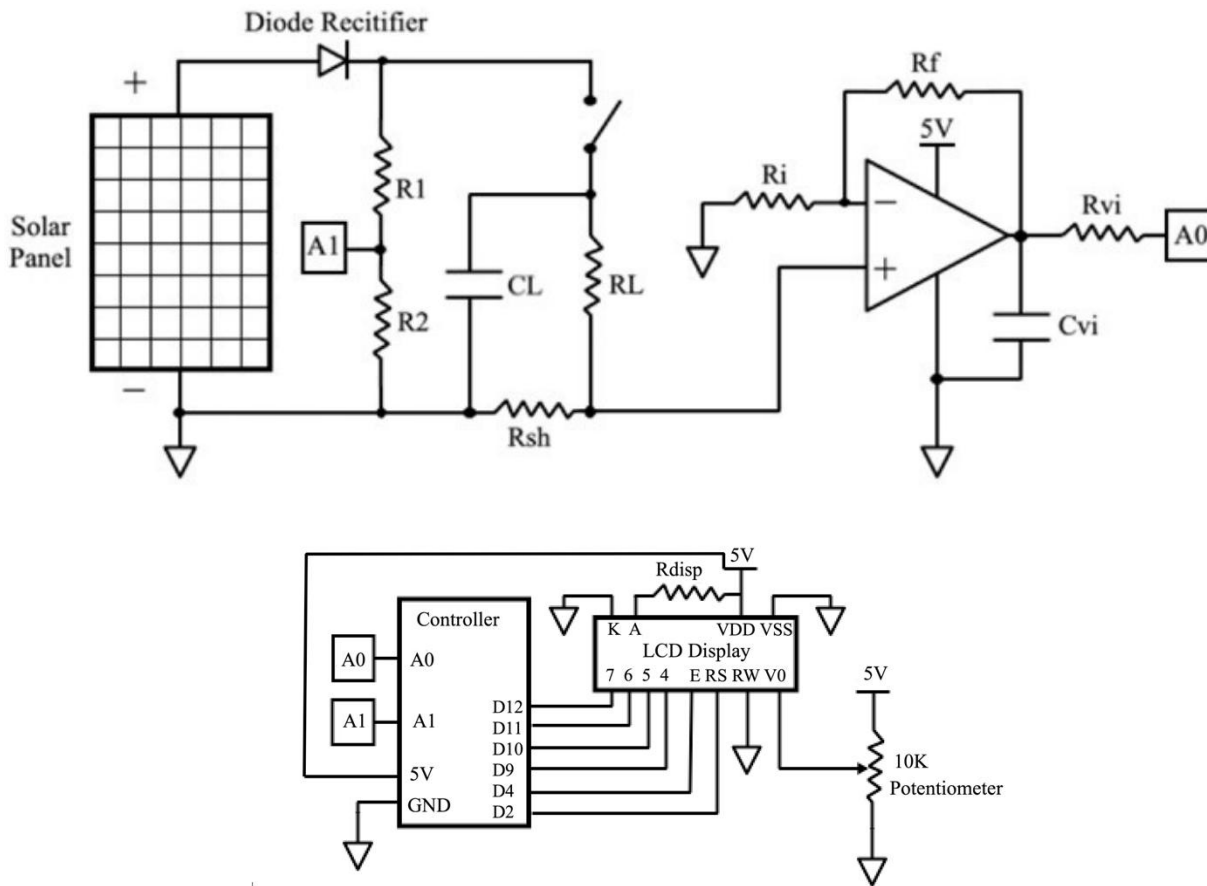 Diode Recitifier
+
Solar
Panel
−
R1
A1
R2
CL
RL
Rsh
Rf
5V
Ri
−
+
Rvi
A0
Cvi
5V
Rdisp
Controller
K A VDD VSS
LCD Display
7 6 5 4 E RS RW V0
A0
A0
A1
A1
5V
GND
D12
D11
D10
D9
D4
D2
5V
10K
Potentiometer